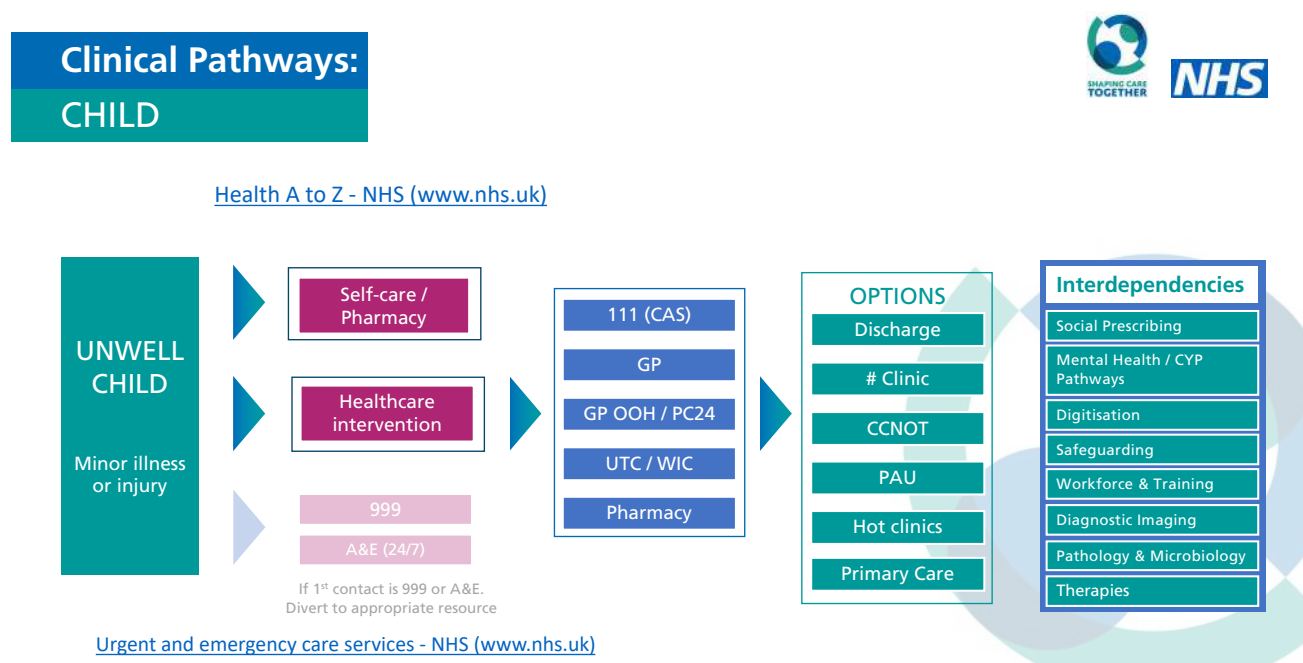 Clinical Pathways:
CHILD
SHAPING CARE
TOGETHER
NHS
Health A to Z - NHS (www.nhs.uk)
UNWELL
CHILD
Minor illness
or injury
Self-care /
Pharmacy
Healthcare
intervention
999
A&E (24/7)
If 1st contact is 999 or A&E.
Divert to appropriate resource
111 (CAS)
GP
GP OOH / PC24
UTC / WIC
Pharmacy
OPTIONS
Discharge
# Clinic
CCNOT
PAU
Hot clinics
Primary Care
Interdependencies
Social Prescribing
Mental Health / CYP
Pathways
Digitisation
Safeguarding
Workforce & Training
Diagnostic Imaging
Pathology & Microbiology
Therapies
Urgent and emergency care services - NHS (www.nhs.uk)